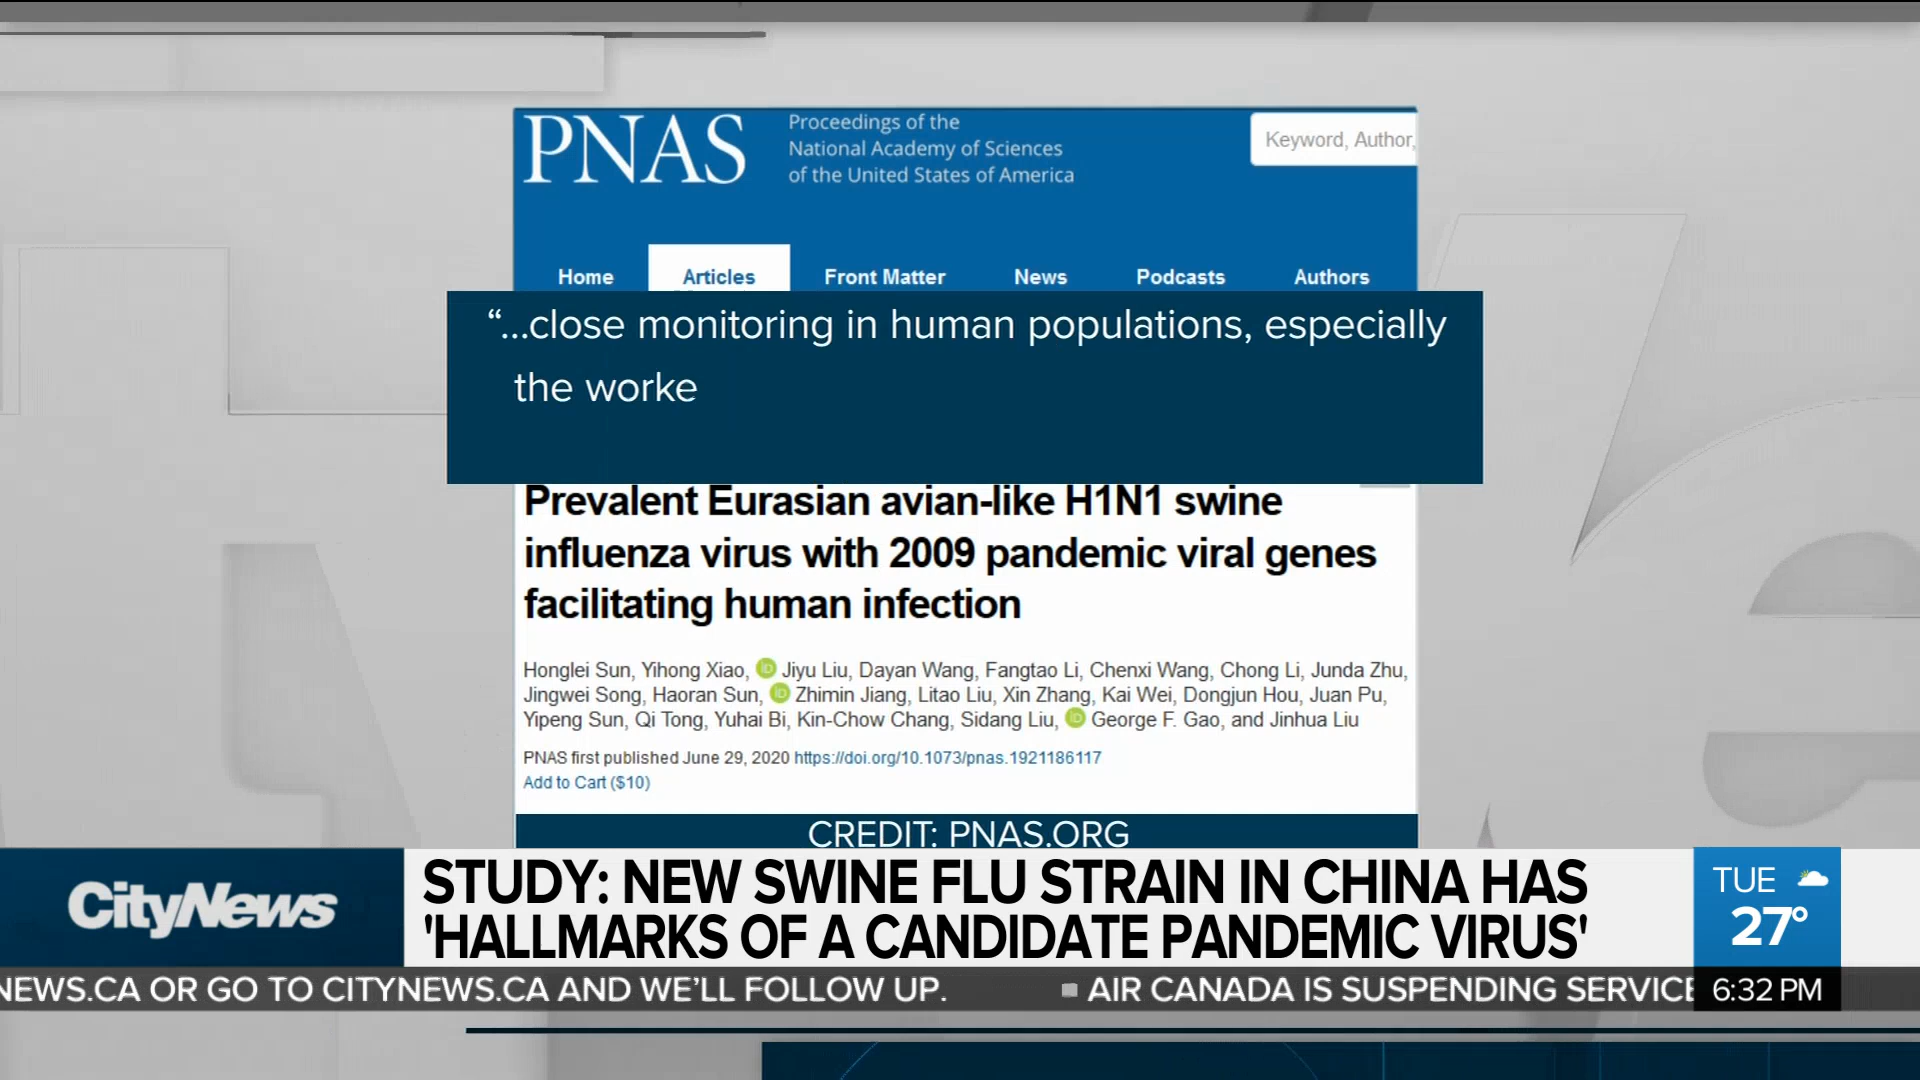 PNAS
Proceedings of the
National Academy of Sciences
of the United States of America
Keyword, Author,
Home Articles Front Matter News Podcasts Authors
“...close monitoring in human populations, especially
the worke
Prevalent Eurasian avian-like H1N1 swine
influenza virus with 2009 pandemic viral genes
facilitating human infection
Honglei Sun, Yihong Xiao, iD Jiyu Liu, Dayan Wang, Fangtao Li, Chenxi Wang, Chong Li, Junda Zhu,
Jingwei Song, Haoran Sun, iD Zhimin Jiang, Litao Liu, Xin Zhang, Kai Wei, Dongjun Hou, Juan Pu,
Yipeng Sun, Qi Tong, Yuhai Bi, Kin-Chow Chang, Sidang Liu, iD George F. Gao, and Jinhua Liu
PNAS first published June 29, 2020 https://doi.org/10.1073/pnas.1921186117
Add to Cart ($10)
CREDIT: PNAS.ORG
CityNews
STUDY: NEW SWINE FLU STRAIN IN CHINA HAS
'HALLMARKS OF A CANDIDATE PANDEMIC VIRUS'
TUE
27°
NEWS.CA OR GO TO CITYNEWS.CA AND WE'LL FOLLOW UP. AIR CANADA IS SUSPENDING SERVICE
6:32 PM